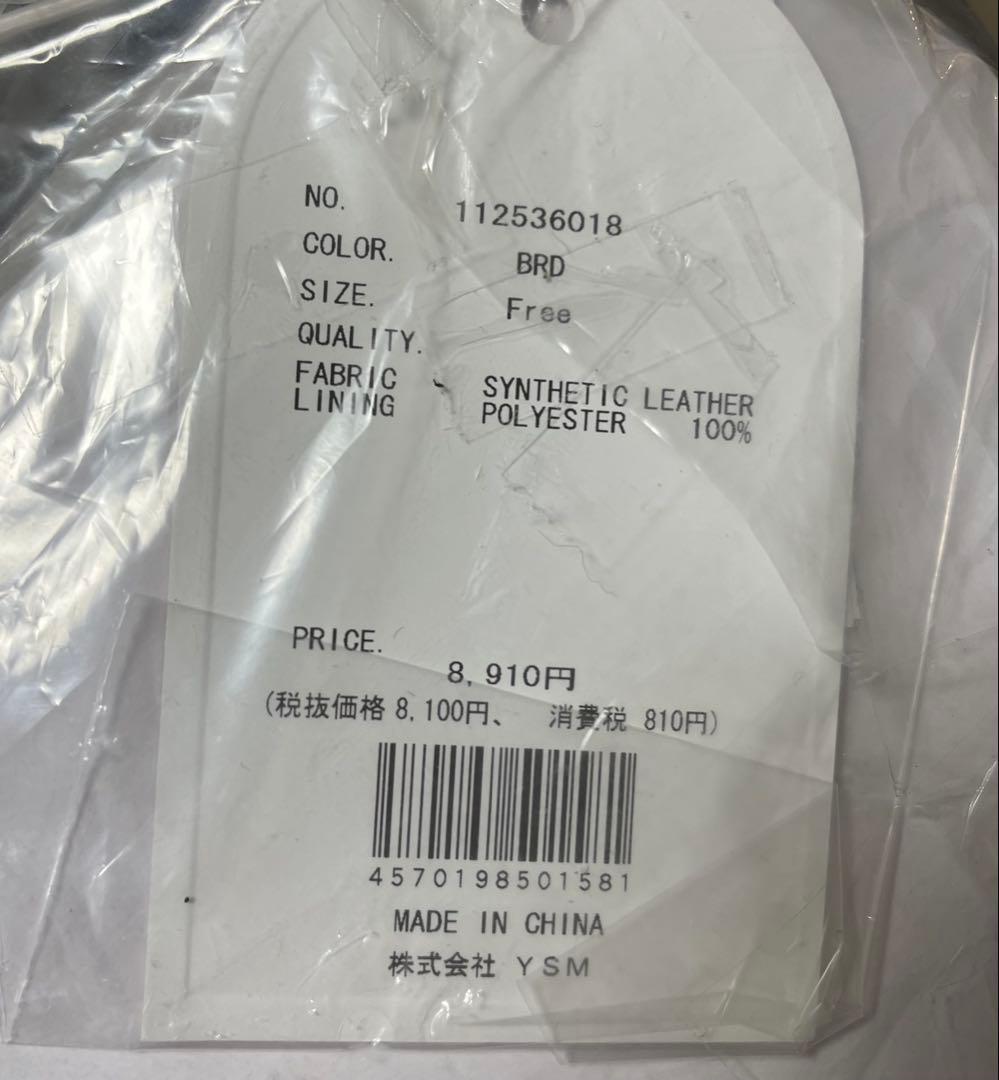 NO. 112536018
COLOR. BRD
SIZE. Free
QUALITY.
FABRIC SYNTHETIC LEATHER
LINING POLYESTER 100%
PRICE.
8,910円
(税抜価格 8,100円、 消費税 810円)
4570198501581
MADE IN CHINA
株式会社 YSM